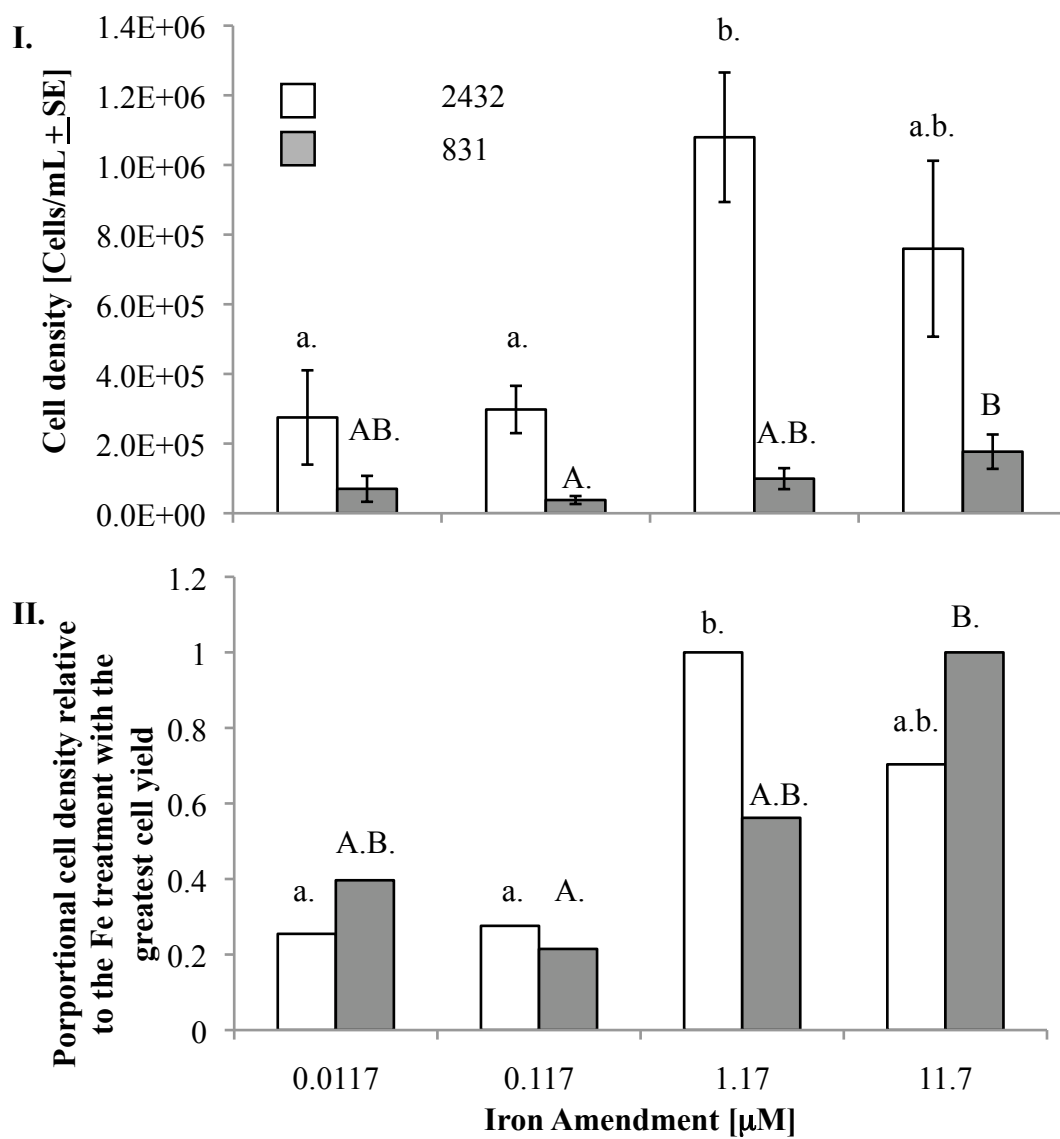 I.
Cell density [Cells/mL ± SE]
1.4E+06
1.2E+06
1.0E+06
8.0E+05
6.0E+05
4.0E+05
2.0E+05
0.0E+00
2432
831
a.
AB.
a.
A.
b.
A.B.
a.b.
B
II.
Porportional cell density relative
to the Fe treatment with the
greatest cell yield
1.2
1
0.8
0.6
0.4
0.2
0
a.
A.B.
a.
A.
b.
A.B.
a.b.
B.
0.0117 0.117 1.17 11.7
Iron Amendment [μM]